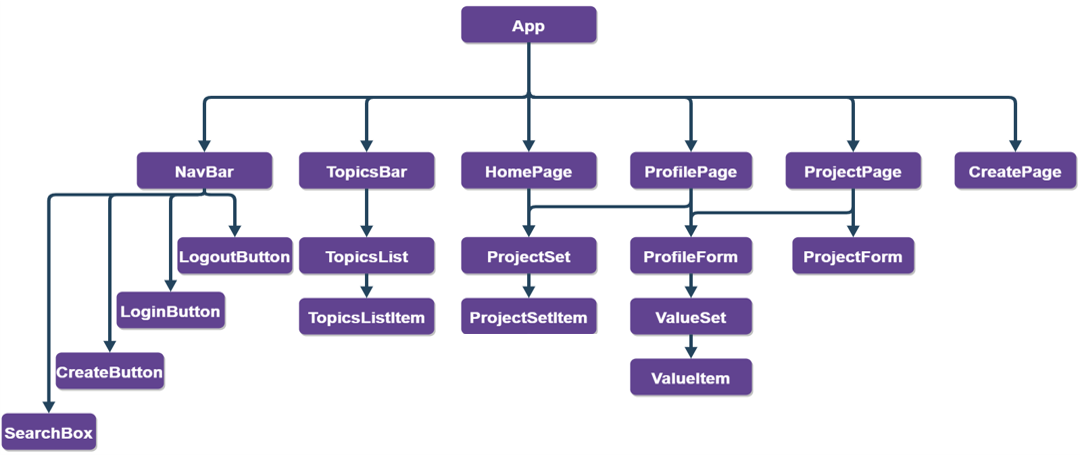 App
NavBar
TopicsBar
HomePage
ProfilePage
ProjectPage
CreatePage
LogoutButton
TopicsList
ProjectSet
ProfileForm
ProjectForm
LoginButton
TopicsListItem
ProjectSetItem
ValueSet
CreateButton
ValueItem
SearchBox